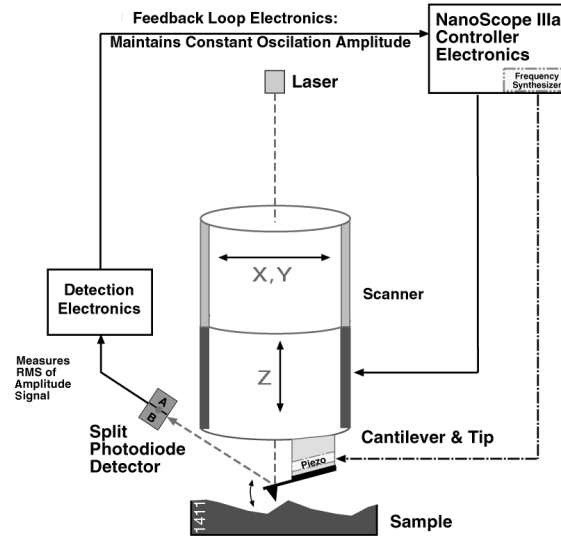 Feedback Loop Electronics:
Maintains Constant Oscilation Amplitude
NanoScope IIIa
Controller
Electronics
Frequency
Synthesizer
Laser
X,Y
Scanner
Detection
Electronics
Z
Measures
RMS of
Amplitude
Signal
A
B
Split
Photodiode
Detector
Cantilever & Tip
Piezo
1411
Sample